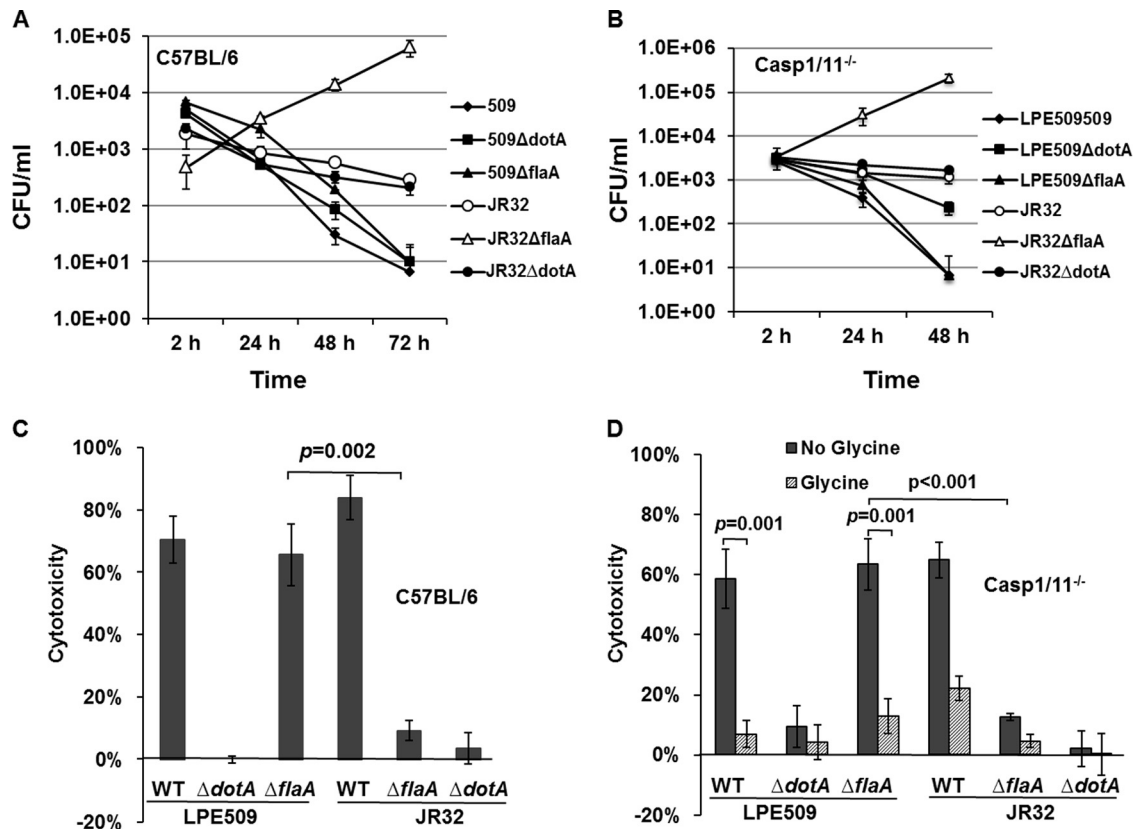 A
C57BL/6
CFU/ml
1.0E+05
1.0E+04
1.0E+03
1.0E+02
1.0E+01
1.0E+00
2 h 24 h 48 h 72 h
Time
509
509ΔdotA
509ΔflaA
JR32
JR32ΔflaA
JR32ΔdotA
B
Casp1/11-/-
CFU/ml
1.0E+06
1.0E+05
1.0E+04
1.0E+03
1.0E+02
1.0E+01
1.0E+00
2 h 24 h 48 h
Time
LPE509509
LPE509ΔdotA
LPE509ΔflaA
JR32
JR32ΔflaA
JR32ΔdotA
C
Cytotoxicity
100%
80%
60%
40%
20%
0%
-20%
p=0.002
C57BL/6
WT ΔdotA ΔflaA WT ΔflaA ΔdotA
LPE509 JR32
D
Cytotoxicity
100%
80%
60%
40%
20%
0%
-20%
No Glycine
Glycine
p<0.001
p=0.001 p=0.001
Casp1/11-/-
WT ΔdotA ΔflaA WT ΔflaA ΔdotA
LPE509 JR32